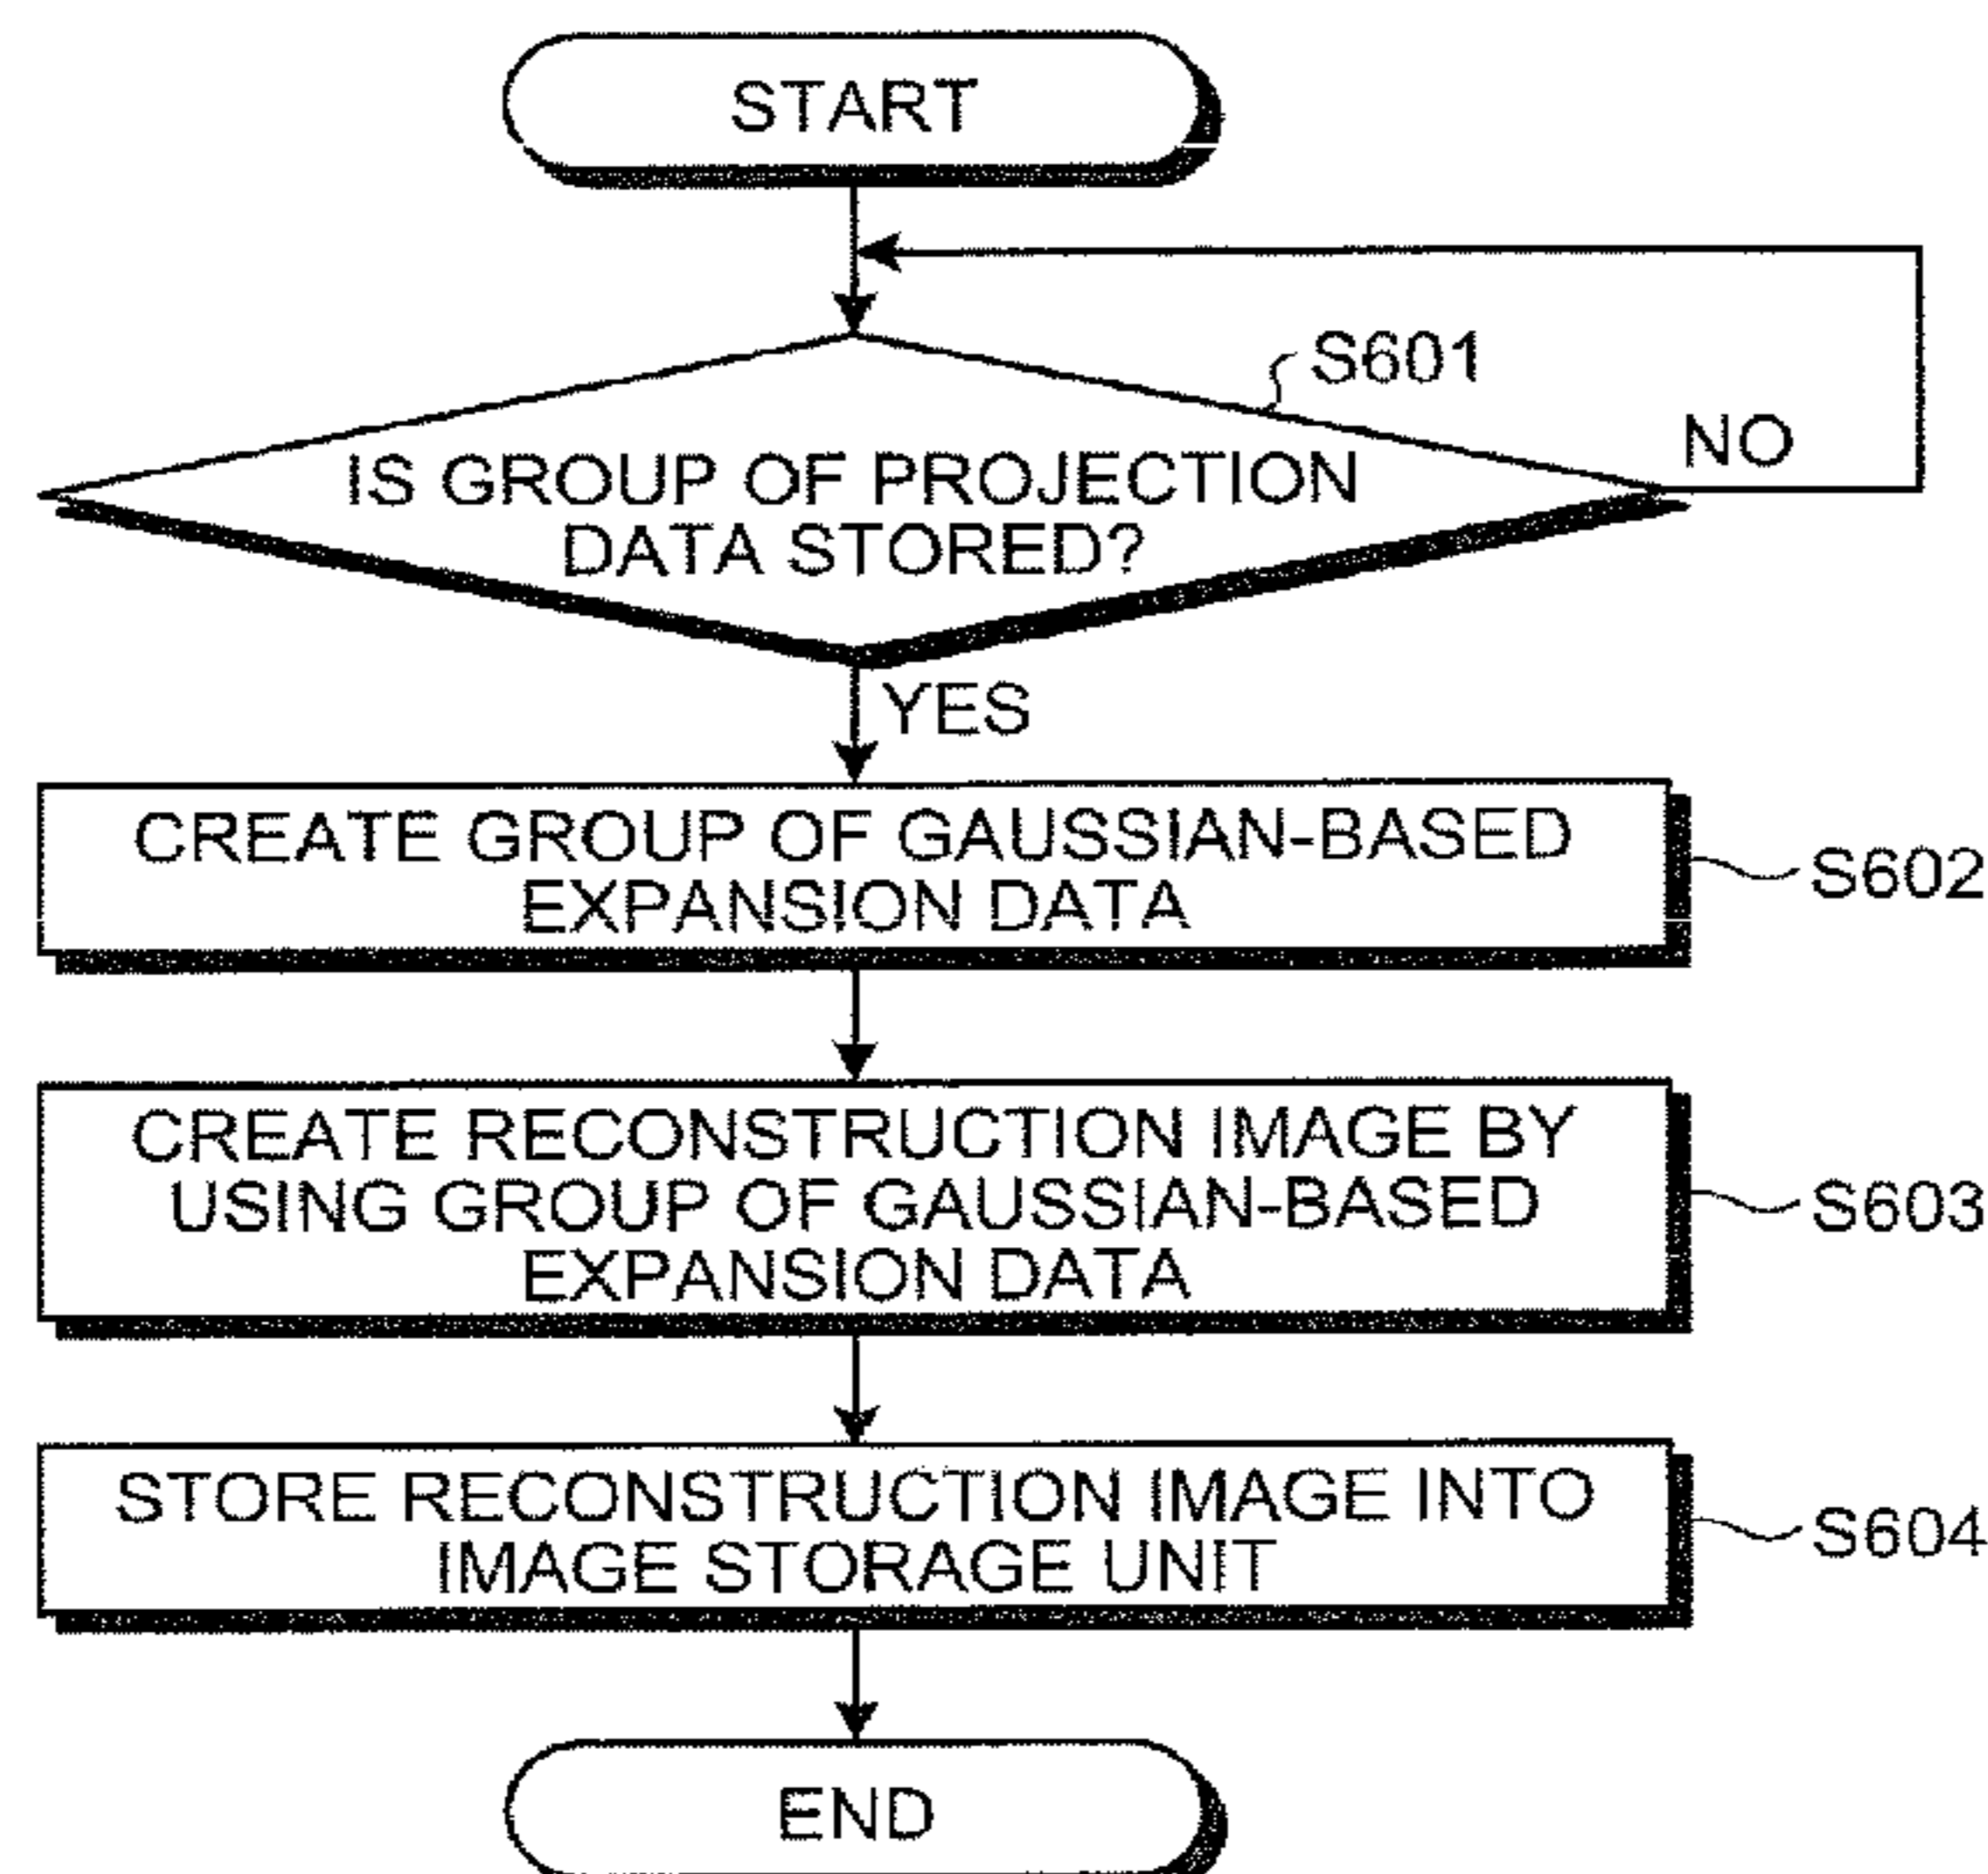 START
S601
NO
IS GROUP OF PROJECTION
DATA STORED?
YES
CREATE GROUP OF GAUSSIAN-BASED
EXPANSION DATA
S602
CREATE RECONSTRUCTION IMAGE BY
USING GROUP OF GAUSSIAN-BASED
EXPANSION DATA
S603
STORE RECONSTRUCTION IMAGE INTO
IMAGE STORAGE UNIT
S604
END